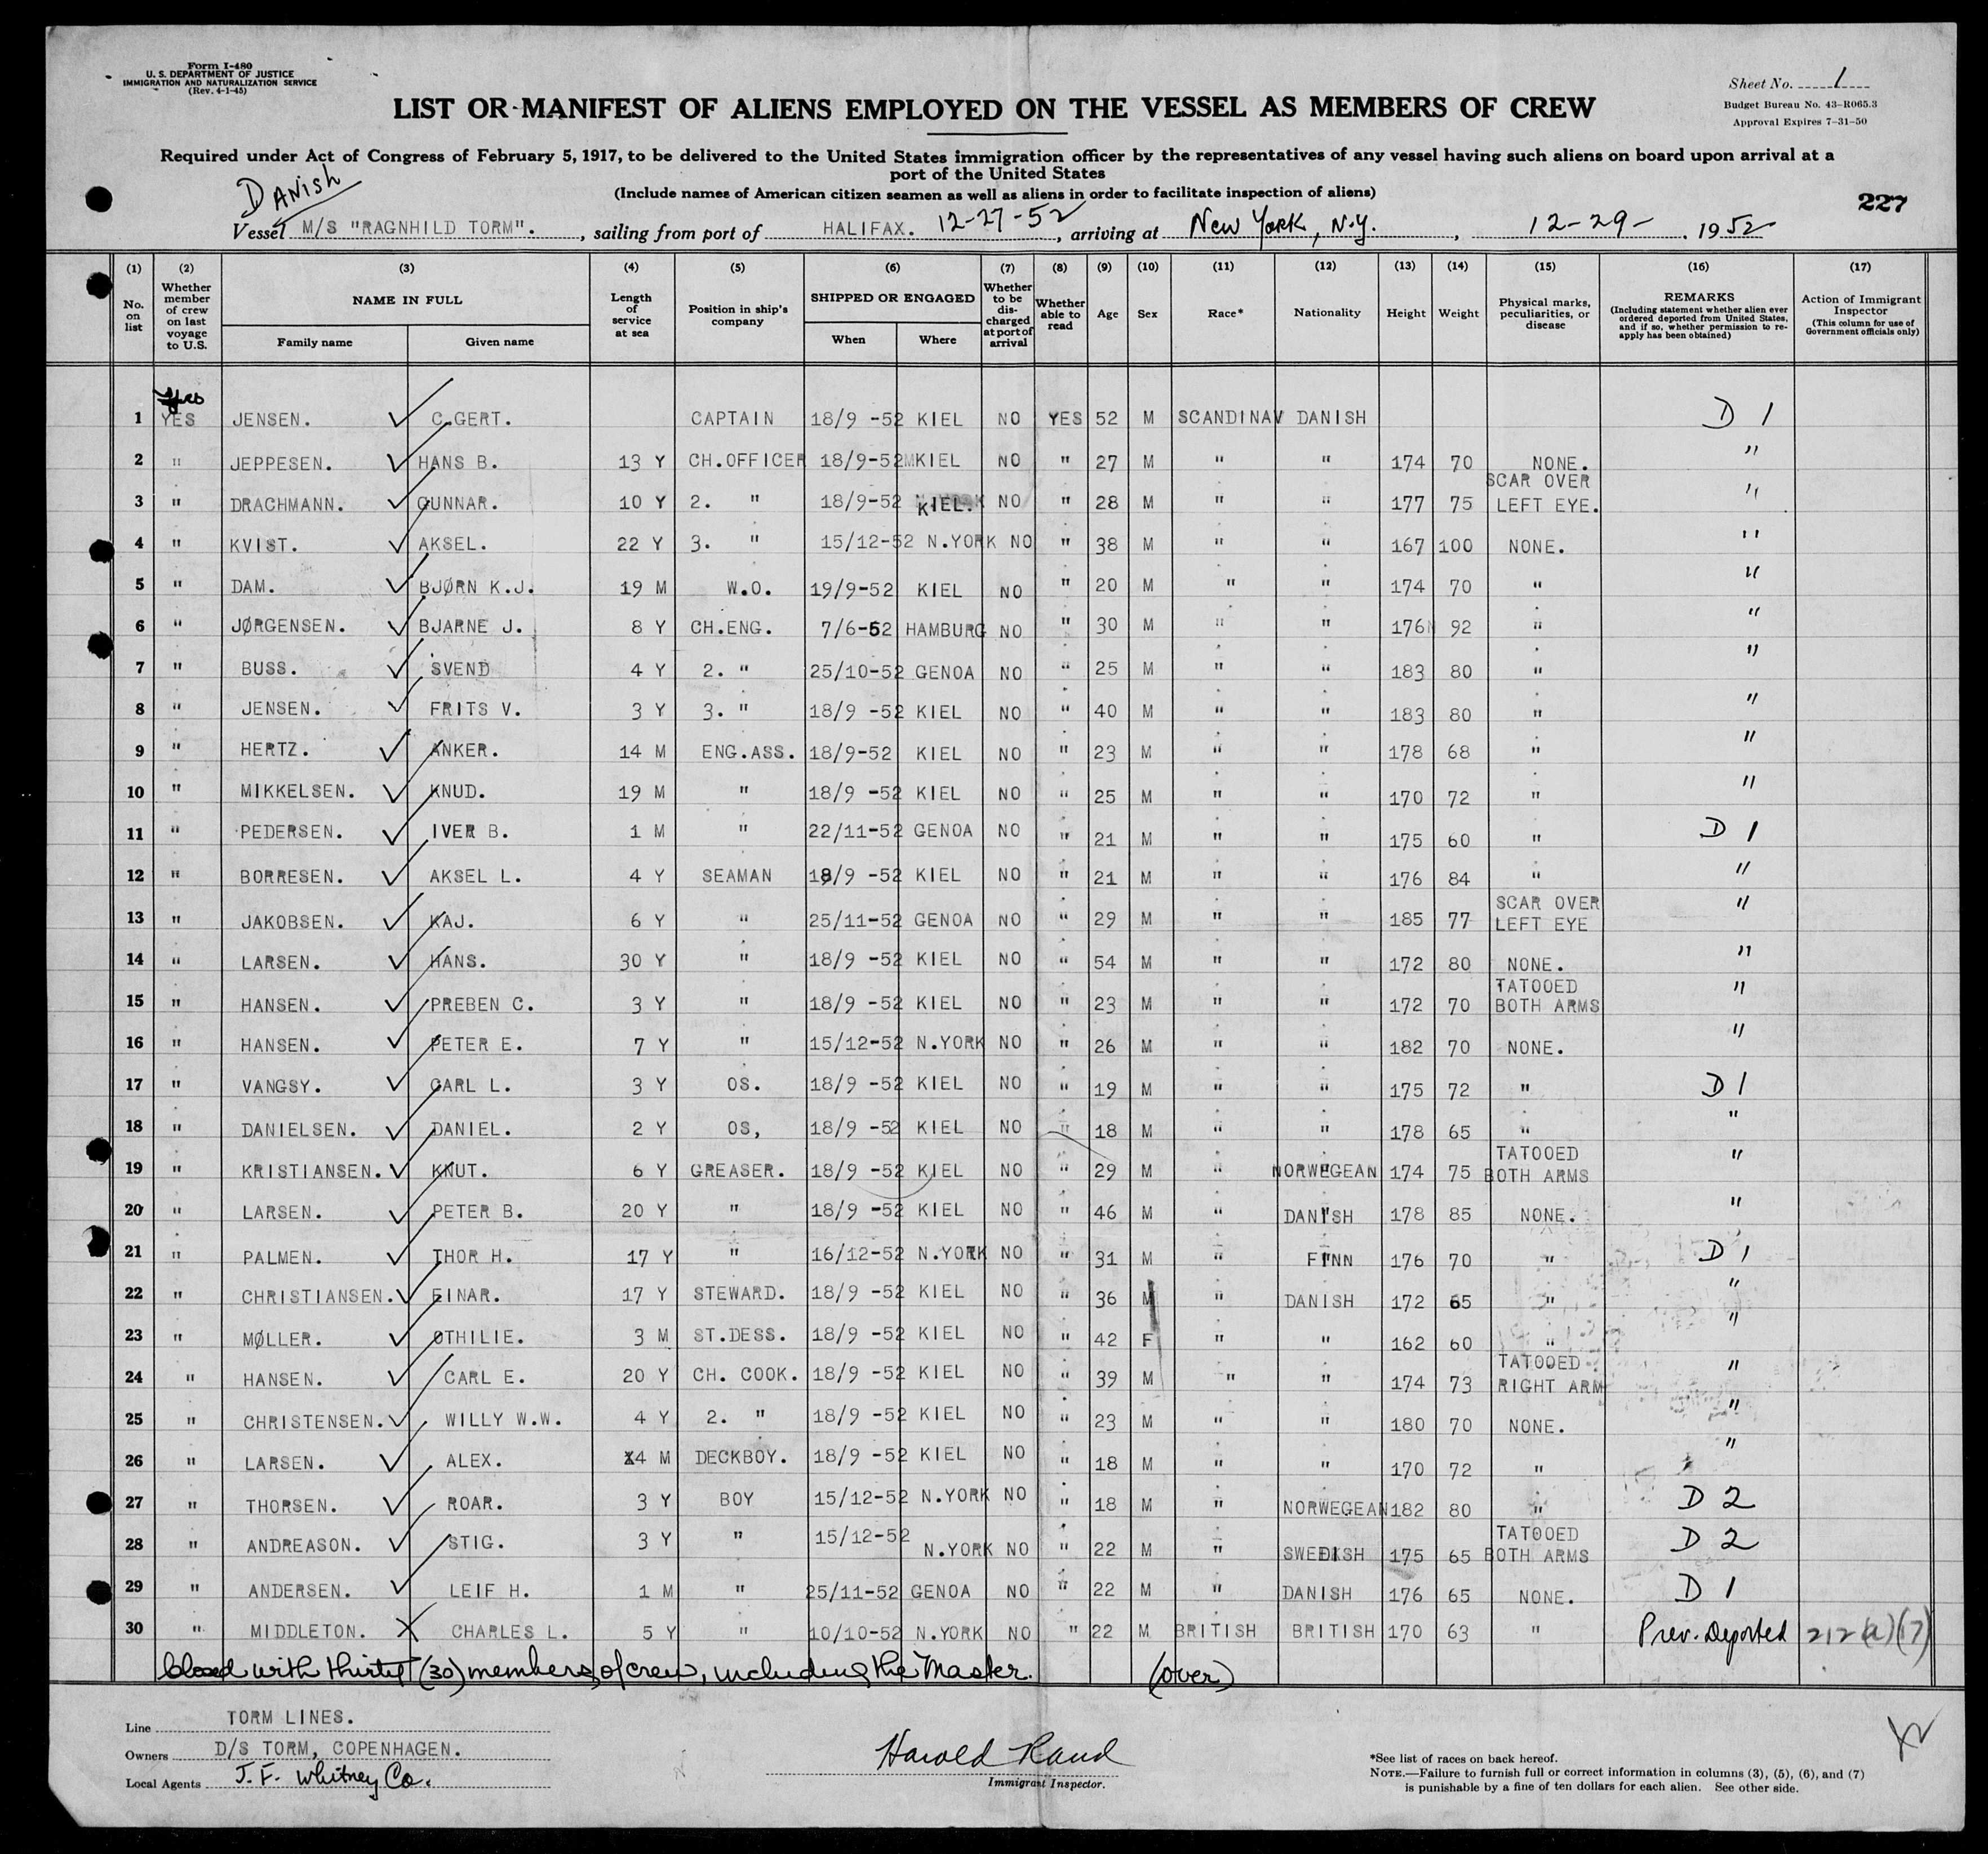 Form I-480
U. S. DEPARTMENT OF JUSTICE
IMMIGRATION AND NATURALIZATION SERVICE
(Rev. 4-1-45)
Sheet No. 1
Budget Bureau No. 43-R065.3
Approval Expires 7-31-50
LIST OR MANIFEST OF ALIENS EMPLOYED ON THE VESSEL AS MEMBERS OF CREW
Required under Act of Congress of February 5, 1917, to be delivered to the United States immigration officer by the representatives of any vessel having such aliens on board upon arrival at a
port of the United States
(Include names of American citizen seamen as well as aliens in order to facilitate inspection of aliens)
227
Danish
Vessel M/S "RAGNHILD TORM". , sailing from port of HALIFAX. 12-27-52 , arriving at New York, N.Y. , 12-29- , 1952
(1) No. on list
(2) Whether member of crew on last voyage to U.S.
(3) NAME IN FULL Family name Given name
(4) Length of service at sea
(5) Position in ship's company
(6) SHIPPED OR ENGAGED When Where
(7) Whether to be discharged at port of arrival
(8) Whether able to read
(9) Age
(10) Sex
(11) Race*
(12) Nationality
(13) Height
(14) Weight
(15) Physical marks, peculiarities, or disease
(16) REMARKS (Including statement whether alien ever ordered deported from United States, and if so, whether permission to re-apply has been obtained)
(17) Action of Immigrant Inspector (This column for use of Government officials only)
Yes
1 YES JENSEN. C.GERT. CAPTAIN 18/9 -52 KIEL NO YES 52 M SCANDINAV DANISH D 1
2 " JEPPESEN. HANS B. 13 Y CH.OFFICER 18/9-52 KIEL NO " 27 M " " 174 70 NONE. "
3 " DRACHMANN. GUNNAR. 10 Y 2. " 18/9-52 KIEL. NO " 28 M " " 177 75 SCAR OVER LEFT EYE. "
4 " KVIST. AKSEL. 22 Y 3. " 15/12-52 N.YORK NO " 38 M " " 167 100 NONE. "
5 " DAM. BJØRN K.J. 19 M W.O. 19/9-52 KIEL NO " 20 M " " 174 70 " "
6 " JØRGENSEN. BJARNE J. 8 Y CH.ENG. 7/6-52 HAMBURG NO " 30 M " " 176 92 " "
7 " BUSS. SVEND 4 Y 2. " 25/10-52 GENOA NO " 25 M " " 183 80 " "
8 " JENSEN. FRITS V. 3 Y 3. " 18/9 -52 KIEL NO " 40 M " " 183 80 " "
9 " HERTZ. ANKER. 14 M ENG.ASS. 18/9-52 KIEL NO " 23 M " " 178 68 " "
10 " MIKKELSEN. KNUD. 19 M " 18/9 -52 KIEL NO " 25 M " " 170 72 " "
11 " PEDERSEN. IVER B. 1 M " 22/11-52 GENOA NO " 21 M " " 175 60 " D 1
12 " BORRESEN. AKSEL L. 4 Y SEAMAN 18/9 -52 KIEL NO " 21 M " " 176 84 " "
13 " JAKOBSEN. KAJ. 6 Y " 25/11-52 GENOA NO " 29 M " " 185 77 SCAR OVER LEFT EYE "
14 " LARSEN. HANS. 30 Y " 18/9 -52 KIEL NO " 54 M " " 172 80 NONE. "
15 " HANSEN. PREBEN C. 3 Y " 18/9 -52 KIEL NO " 23 M " " 172 70 TATOOED BOTH ARMS "
16 " HANSEN. PETER E. 7 Y " 15/12-52 N.YORK NO " 26 M " " 182 70 NONE. "
17 " VANGSY. CARL L. 3 Y OS. 18/9 -52 KIEL NO " 19 M " " 175 72 " D 1
18 " DANIELSEN. DANIEL. 2 Y OS, 18/9 -52 KIEL NO " 18 M " " 178 65 " "
19 " KRISTIANSEN. KNUT. 6 Y GREASER. 18/9 -52 KIEL NO " 29 M " NORWEGEAN 174 75 TATOOED BOTH ARMS "
20 " LARSEN. PETER B. 20 Y " 18/9 -52 KIEL NO " 46 M " DANISH 178 85 NONE. "
21 " PALMEN. THOR H. 17 Y " 16/12-52 N.YORK NO " 31 M " FINN 176 70 " D 1
22 " CHRISTIANSEN. EINAR. 17 Y STEWARD. 18/9 -52 KIEL NO " 36 M " DANISH 172 65 " "
23 " MØLLER. OTHILIE. 3 M ST.DESS. 18/9 -52 KIEL NO " 42 F " " 162 60 " "
24 " HANSEN. CARL E. 20 Y CH. COOK. 18/9 -52 KIEL NO " 39 M " " 174 73 TATOOED RIGHT ARM "
25 " CHRISTENSEN. WILLY W.W. 4 Y 2. " 18/9 -52 KIEL NO " 23 M " " 180 70 NONE. "
26 " LARSEN. ALEX. 4 M DECKBOY. 18/9 -52 KIEL NO " 18 M " " 170 72 " "
27 " THORSEN. ROAR. 3 Y BOY 15/12-52 N.YORK NO " 18 M " NORWEGEAN 182 80 " D 2
28 " ANDREASON. STIG. 3 Y " 15/12-52 N.YORK NO " 22 M " SWEDISH 175 65 TATOOED BOTH ARMS D 2
29 " ANDERSEN. LEIF H. 1 M " 25/11-52 GENOA NO " 22 M " DANISH 176 65 NONE. D 1
30 " MIDDLETON. CHARLES L. 5 Y " 10/10-52 N.YORK NO " 22 M BRITISH BRITISH 170 63 " Prev. Deported 212(a)(17)
Closed with thirty (30) members of crew, including the Master. (over)
Line TORM LINES.
Owners D/S TORM, COPENHAGEN.
Local Agents J. F. Whitney Co.
Harold Rand
Immigrant Inspector.
*See list of races on back hereof.
NOTE.—Failure to furnish full or correct information in columns (3), (5), (6), and (7)
is punishable by a fine of ten dollars for each alien. See other side.